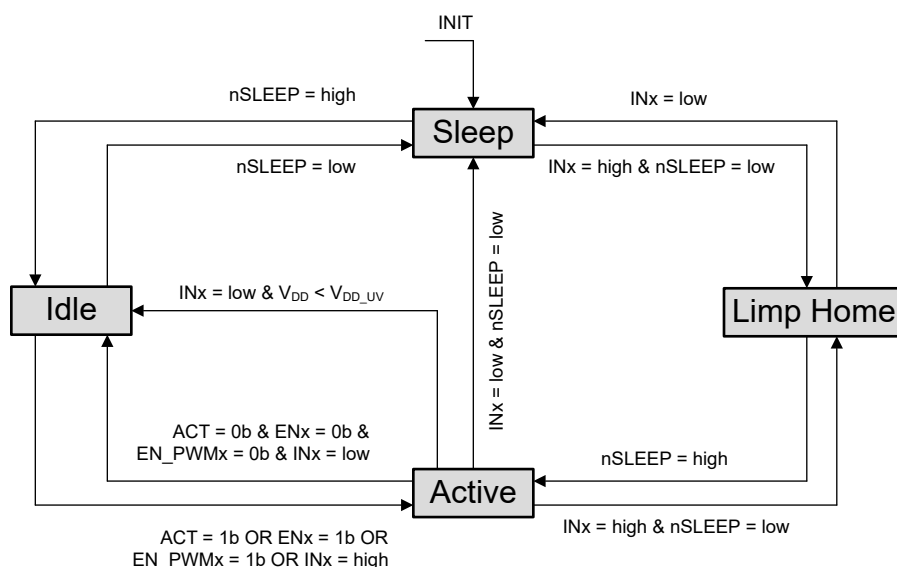 INIT
nSLEEP = high
INx = low
Sleep
nSLEEP = low
INx = high & nSLEEP = low
INx = low & nSLEEP = low
INx = low & VDD < VDD_UV
Idle
Limp Home
ACT = 0b & ENx = 0b &
EN_PWMx = 0b & INx = low
nSLEEP = high
Active
INx = high & nSLEEP = low
ACT = 1b OR ENx = 1b OR
EN_PWMx = 1b OR INx = high